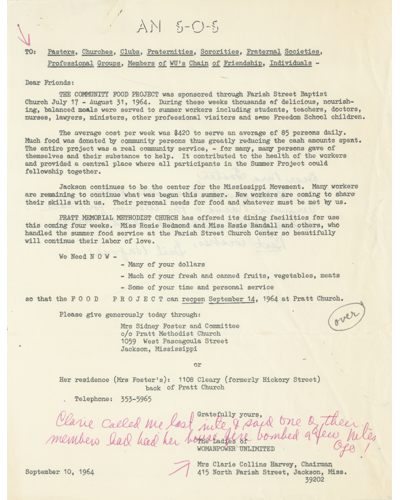 AN S-O-S
TO: Pastors, Churches, Clubs, Fraternities, Sororities, Fraternal Societies,
Professional Groups, Members of WU's Chain of Friendship, Individuals -
Dear Friends:
THE COMMUNITY FOOD PROJECT was sponsored through Farish Street Baptist
Church July 17 - August 31, 1964. During these weeks thousands of delicious, nourish-
ing, balanced meals were served to summer workers including students, teachers, doctors,
nurses, lawyers, ministers, other professional visitors and some Freedom School children.
The average cost per week was $420 to serve an average of 85 persons daily.
Much food was donated by community persons thus greatly reducing the cash amounts spent.
The entire project was a real community service, - for many, many persons gave of
themselves and their substance to help. It contributed to the health of the workers
and provided a central place where all participants in the Summer Project could
fellowship together.
Jackson continues to be the center for the Mississippi Movement. Many workers
are remaining to continue what was begun this summer. New workers are coming to share
their skills with us. Their personal needs for food and whatever must be met by us.
PRATT MEMORIAL METHODIST CHURCH has offered its dining facilities for use
this coming four weeks. Miss Rosie Redmond and Miss Rosie Randall and others, who
handled the summer food service at the Farish Street Church Center so beautifully
will continue their labor of love.
We Need N O W -
- Many of your dollars
- Much of your fresh and canned fruits, vegetables, meats
- Some of your time and personal service
so that the F O O D P R O J E C T can reopen September 14, 1964 at Pratt Church.
Please give generously today through:
over
Mrs Sidney Foster and Committee
c/o Pratt Methodist Church
1059 West Pascagoula Street
Jackson, Mississippi
or
Her residence (Mrs Foster's): 1108 Cleary (formerly Hickory Street)
back of Pratt Church
Telephone: 353-5965
Gratefully yours,
Clarie called me last nite & said one of their
members had had her house bombed a few nites
ago!
The Ladies of
WOMANPOWER UNLIMITED
Mrs Clarie Collins Harvey, Chairman
September 10, 1964 415 North Farish Street, Jackson, Miss.
39202